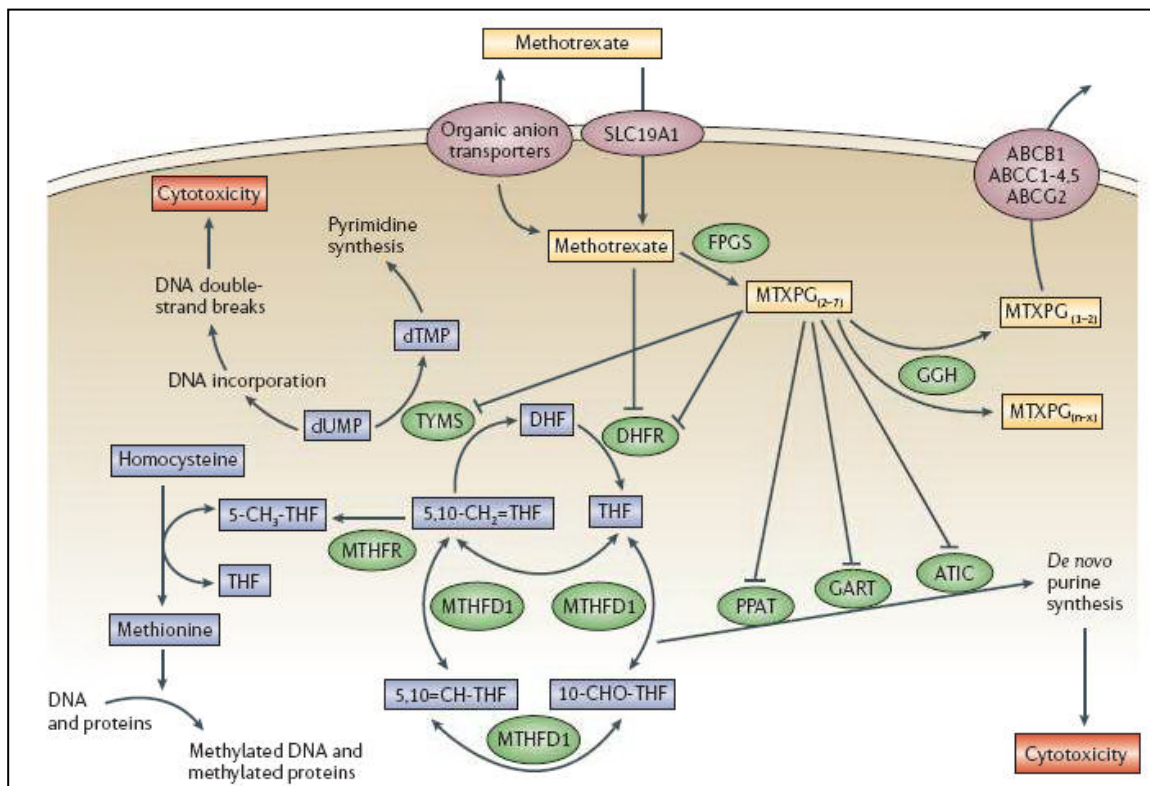 Methotrexate
Organic anion
transporters
SLC19A1
ABCB1
ABCC1-4,5
ABCG2
Cytotoxicity
Pyrimidine
synthesis
Methotrexate
FPGS
DNA double-
strand breaks
MTXPG(2–7)
MTXPG(1–2)
dTMP
GGH
DNA incorporation
MTXPG(n-x)
dUMP
TYMS
DHF
DHFR
Homocysteine
5-CH₃-THF
5,10-CH₂=THF
THF
MTHFR
THF
MTHFD1
MTHFD1
PPAT
GART
ATIC
De novo
purine
synthesis
Methionine
5,10=CH-THF
10-CHO-THF
DNA
and proteins
MTHFD1
Methylated DNA and
methylated proteins
Cytotoxicity